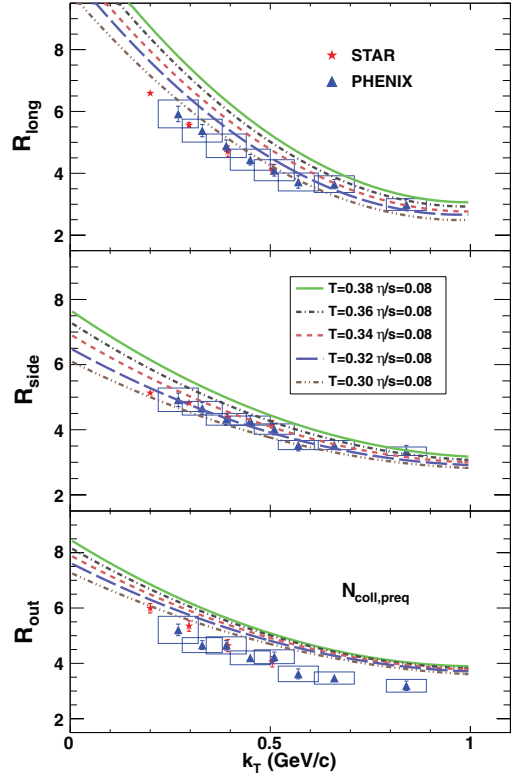 8
6
4
2
R_long
STAR
PHENIX
8
6
4
2
R_side
T=0.38 η/s=0.08
T=0.36 η/s=0.08
T=0.34 η/s=0.08
T=0.32 η/s=0.08
T=0.30 η/s=0.08
8
6
4
2
R_out
N_coll,preq
0 0.5 1
k_T (GeV/c)